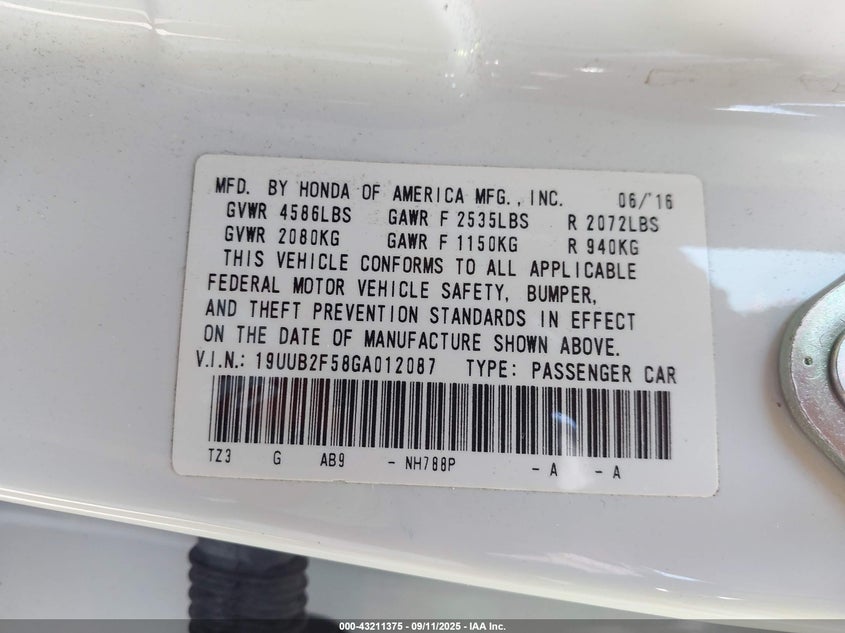 MFD. BY HONDA OF AMERICA MFG., INC. 06/'16
GVWR 4586LBS GAWR F 2535LBS R 2072LBS
GVWR 2080KG GAWR F 1150KG R 940KG
THIS VEHICLE CONFORMS TO ALL APPLICABLE
FEDERAL MOTOR VEHICLE SAFETY, BUMPER,
AND THEFT PREVENTION STANDARDS IN EFFECT
ON THE DATE OF MANUFACTURE SHOWN ABOVE.
V.I.N.: 19UUB2F58GA012087 TYPE: PASSENGER CAR
TZ3 G AB9 - NH788P - A - A
000-43211375 - 09/11/2025 - IAA Inc.